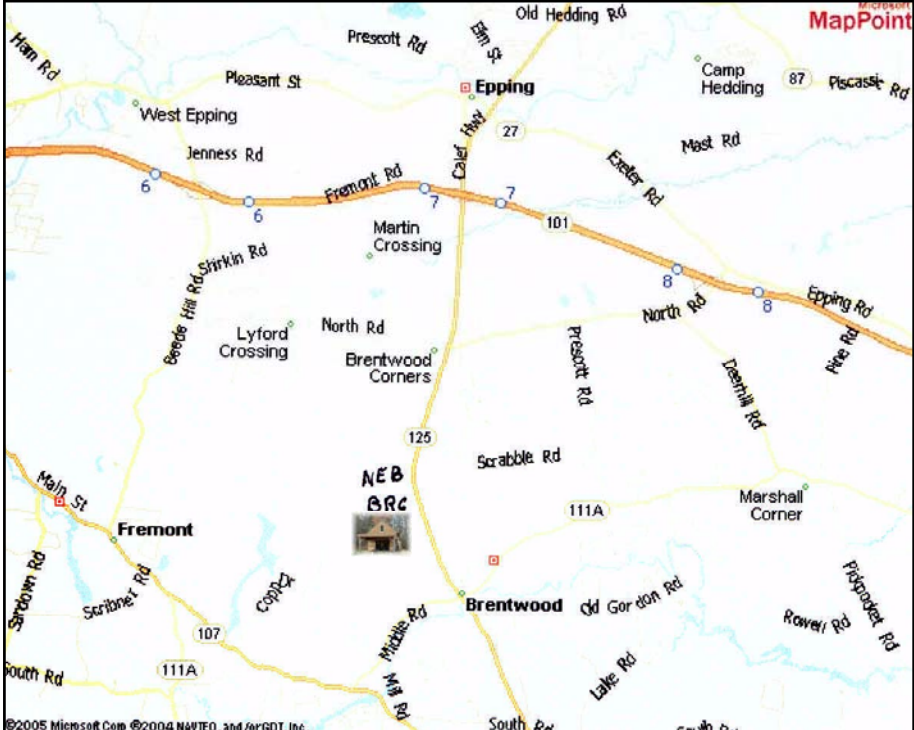 Microsoft
MapPoint
Old Hedding Rd
Ham Rd
Prescott Rd
Elm St
Camp
Hedding
87
Piscassic Rd
Pleasant St
Epping
West Epping
Calef Hwy
27
Mast Rd
Jenness Rd
Exeter Rd
Fremont Rd
6
6
7
7
101
Martin
Crossing
Shirkin Rd
8
8
North Rd
Epping Rd
Beede Hill Rd
Lyford
Crossing
North Rd
Brentwood
Corners
Prescott Rd
Pine Rd
Deerhill Rd
125
Scrabble Rd
NEB
BRC
Main St
Marshall
Corner
111A
Fremont
Sandown Rd
Scribner Rd
Copp
Brentwood
Old Gordon Rd
Pickpocket Rd
Rowell Rd
Middle Rd
107
111A
South Rd
Mill Rd
Lake Rd
South Rd
South Rd
©2005 Microsoft Corp ©2004 NAVTEQ, and/or GDT, Inc.